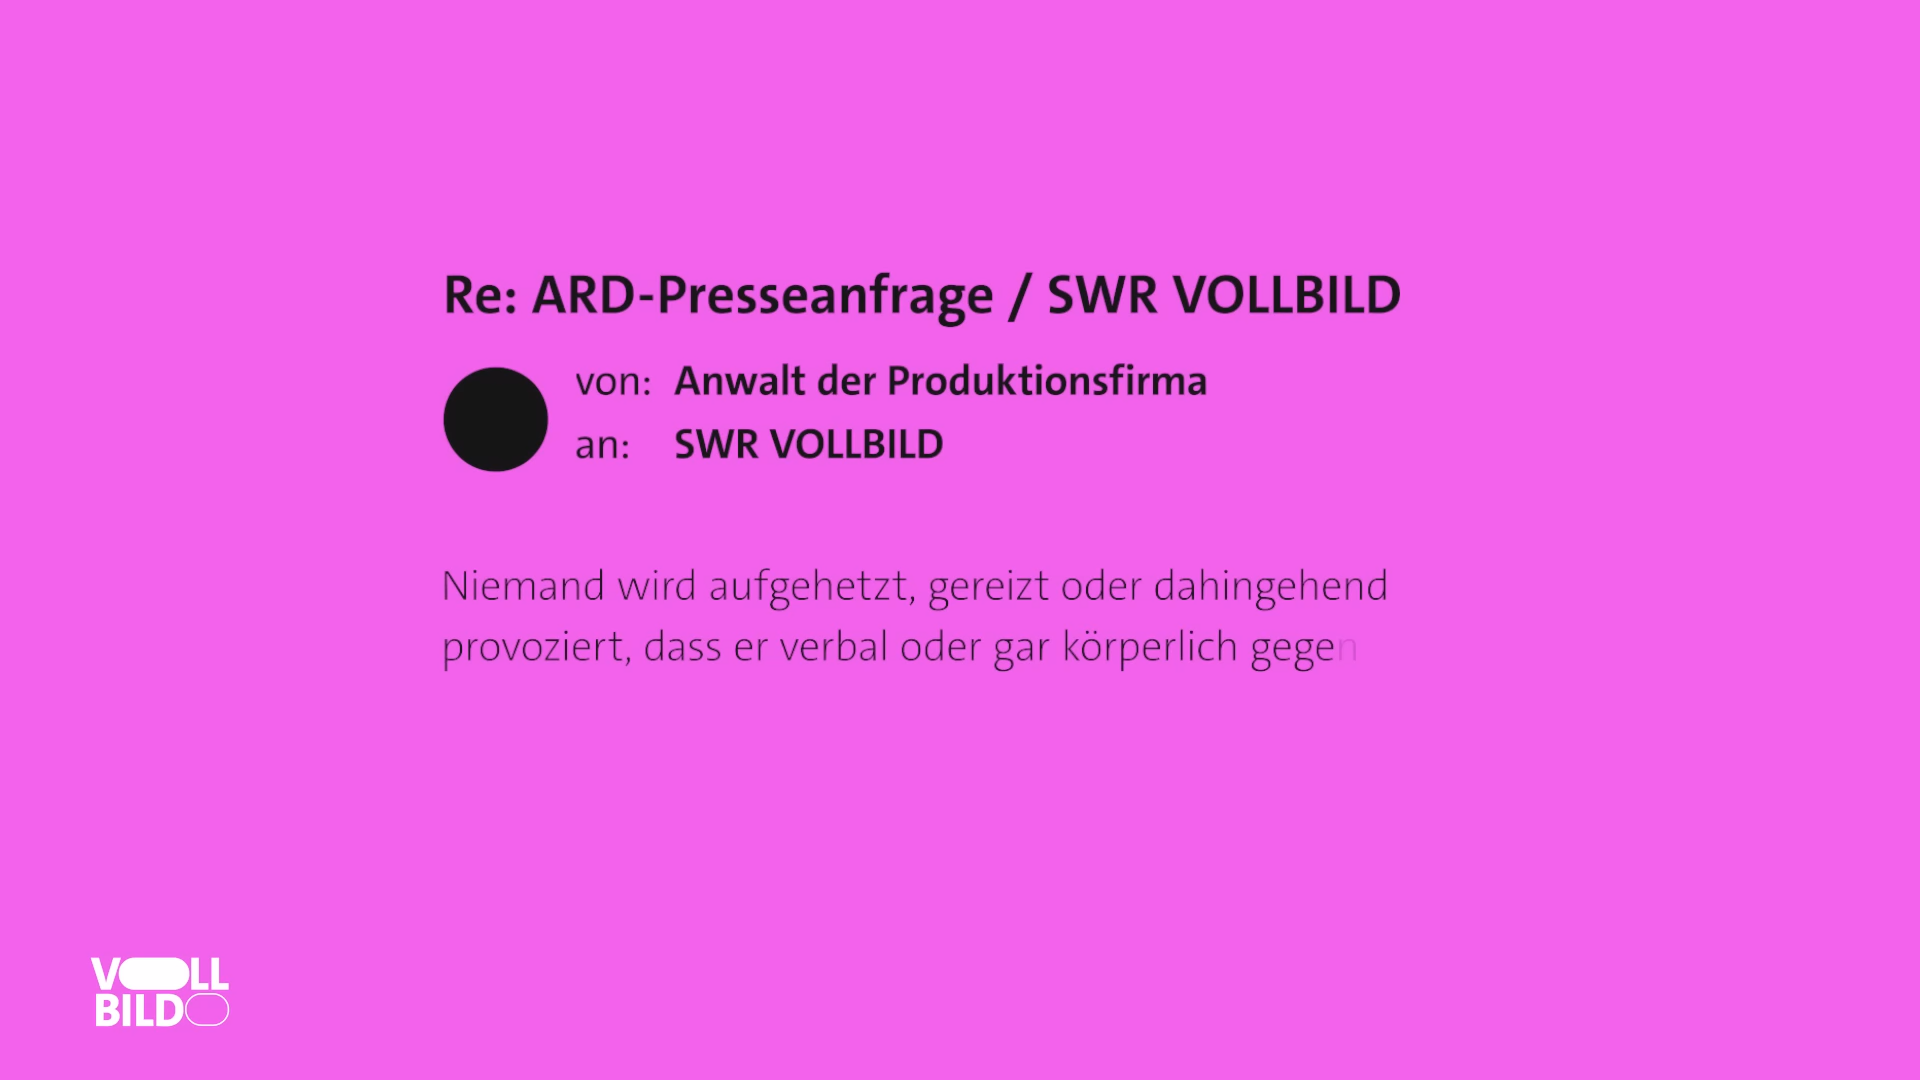 Re: ARD-Presseanfrage / SWR VOLLBILD
von: Anwalt der Produktionsfirma
an: SWR VOLLBILD
Niemand wird aufgehetzt, gereizt oder dahingehend
provoziert, dass er verbal oder gar körperlich gegen
VOLL
BILD